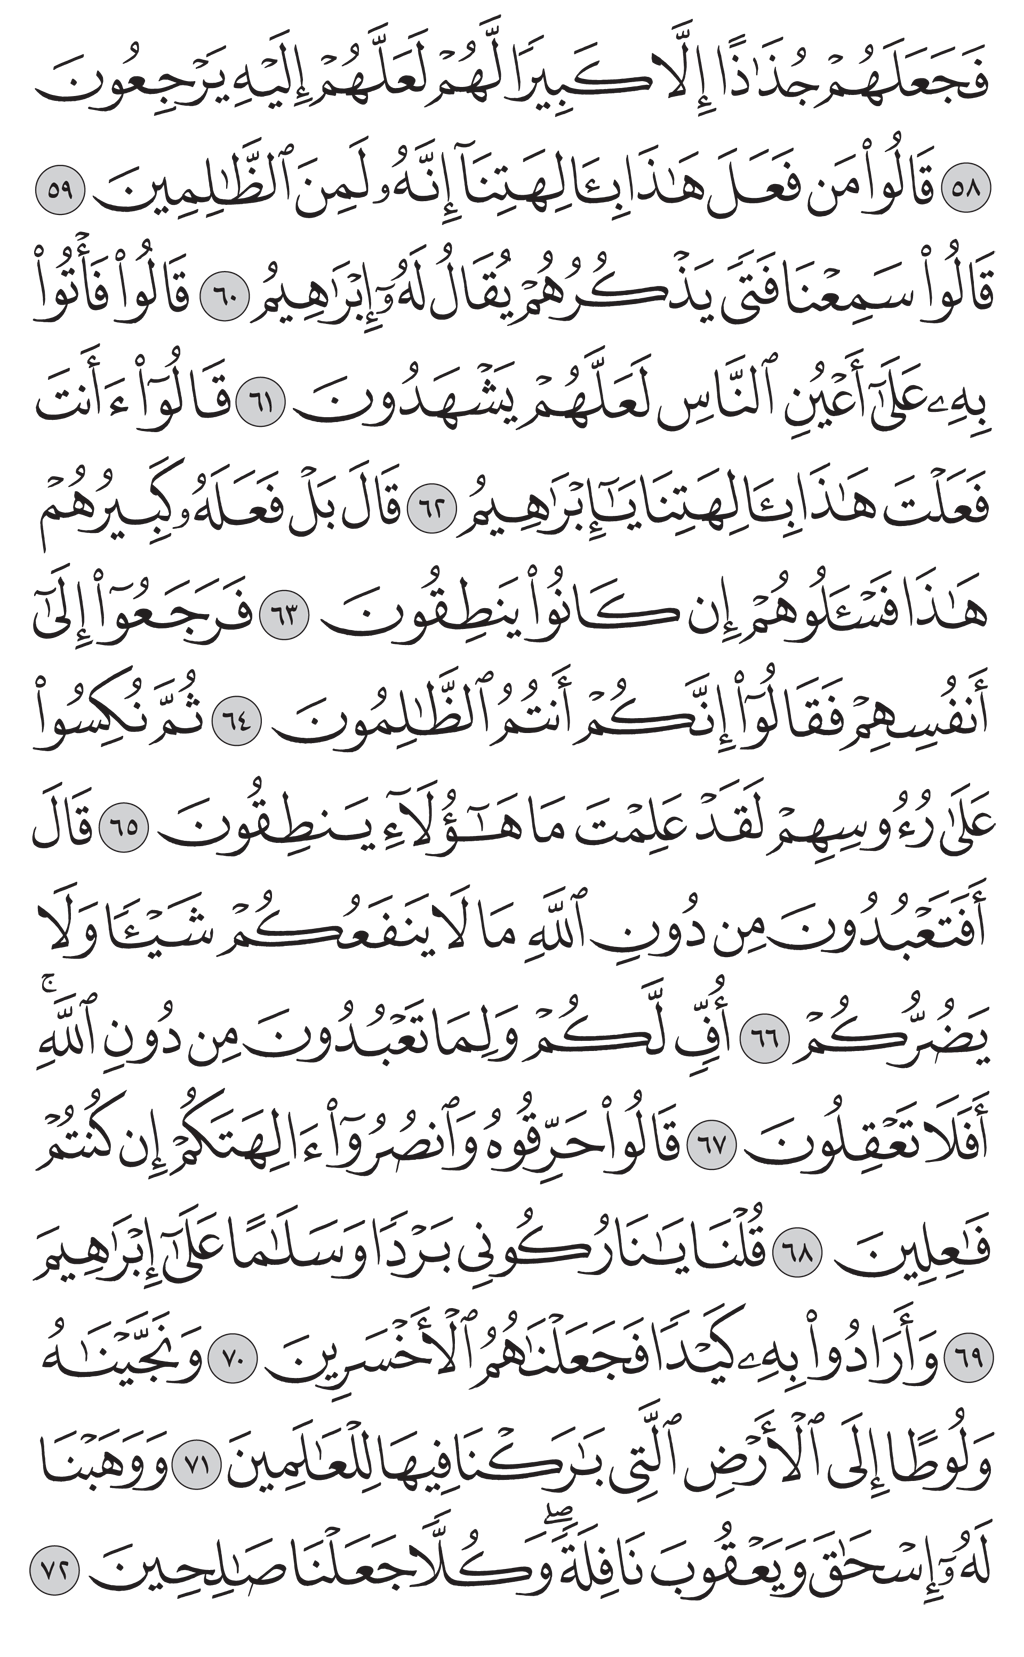 فَجَعَلَهُمْ جُذَٰذًا إِلَّا كَبِيرًا لَّهُمْ لَعَلَّهُمْ إِلَيْهِ يَرْجِعُونَ
٥٨ قَالُوا۟ مَن فَعَلَ هَٰذَا بِـَٔالِهَتِنَآ إِنَّهُۥ لَمِنَ ٱلظَّٰلِمِينَ ٥٩
قَالُوا۟ سَمِعْنَا فَتًى يَذْكُرُهُمْ يُقَالُ لَهُۥٓ إِبْرَٰهِيمُ ٦٠ قَالُوا۟ فَأْتُوا۟
بِهِۦ عَلَىٰٓ أَعْيُنِ ٱلنَّاسِ لَعَلَّهُمْ يَشْهَدُونَ ٦١ قَالُوٓا۟ ءَأَنتَ
فَعَلْتَ هَٰذَا بِـَٔالِهَتِنَا يَٰٓإِبْرَٰهِيمُ ٦٢ قَالَ بَلْ فَعَلَهُۥ كَبِيرُهُمْ
هَٰذَا فَسْـَٔلُوهُمْ إِن كَانُوا۟ يَنطِقُونَ ٦٣ فَرَجَعُوٓا۟ إِلَىٰٓ
أَنفُسِهِمْ فَقَالُوٓا۟ إِنَّكُمْ أَنتُمُ ٱلظَّٰلِمُونَ ٦٤ ثُمَّ نُكِسُوا۟
عَلَىٰ رُءُوسِهِمْ لَقَدْ عَلِمْتَ مَا هَٰٓؤُلَآءِ يَنطِقُونَ ٦٥ قَالَ
أَفَتَعْبُدُونَ مِن دُونِ ٱللَّهِ مَا لَا يَنفَعُكُمْ شَيْـًٔا وَلَا
يَضُرُّكُمْ ٦٦ أُفٍّ لَّكُمْ وَلِمَا تَعْبُدُونَ مِن دُونِ ٱللَّهِ ۚ
أَفَلَا تَعْقِلُونَ ٦٧ قَالُوا۟ حَرِّقُوهُ وَٱنصُرُوٓا۟ ءَالِهَتَكُمْ إِن كُنتُمْ
فَٰعِلِينَ ٦٨ قُلْنَا يَٰنَارُ كُونِى بَرْدًا وَسَلَٰمًا عَلَىٰٓ إِبْرَٰهِيمَ
٦٩ وَأَرَادُوا۟ بِهِۦ كَيْدًا فَجَعَلْنَٰهُمُ ٱلْأَخْسَرِينَ ٧٠ وَنَجَّيْنَٰهُ
وَلُوطًا إِلَى ٱلْأَرْضِ ٱلَّتِى بَٰرَكْنَا فِيهَا لِلْعَٰلَمِينَ ٧١ وَوَهَبْنَا
لَهُۥٓ إِسْحَٰقَ وَيَعْقُوبَ نَافِلَةً ۖ وَكُلًّا جَعَلْنَا صَٰلِحِينَ ٧٢